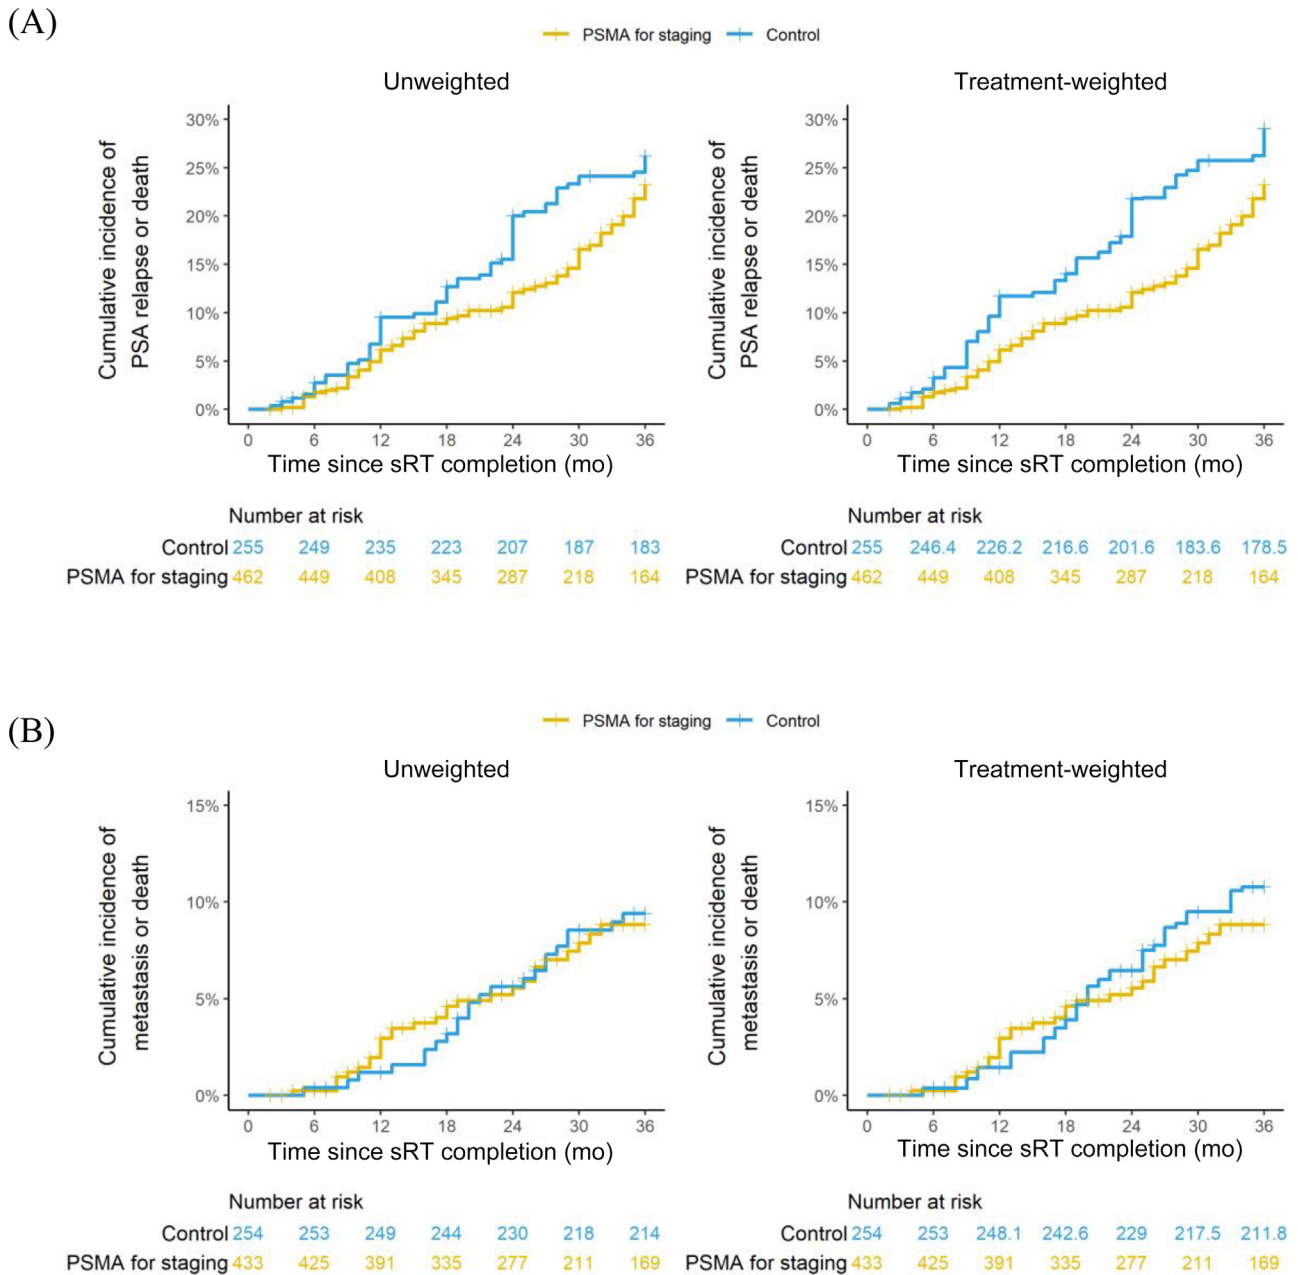 (A)
PSMA for staging Control
Unweighted Treatment-weighted
Cumulative incidence of
PSA relapse or death
30%
25%
20%
15%
10%
5%
0%
0 6 12 18 24 30 36
Time since sRT completion (mo)
Cumulative incidence of
PSA relapse or death
30%
25%
20%
15%
10%
5%
0%
0 6 12 18 24 30 36
Time since sRT completion (mo)
Number at risk
Control 255 249 235 223 207 187 183
PSMA for staging 462 449 408 345 287 218 164
Number at risk
Control 255 246.4 226.2 216.6 201.6 183.6 178.5
PSMA for staging 462 449 408 345 287 218 164
(B)
PSMA for staging Control
Unweighted Treatment-weighted
Cumulative incidence of
metastasis or death
15%
10%
5%
0%
0 6 12 18 24 30 36
Time since sRT completion (mo)
Cumulative incidence of
metastasis or death
15%
10%
5%
0%
0 6 12 18 24 30 36
Time since sRT completion (mo)
Number at risk
Control 254 253 249 244 230 218 214
PSMA for staging 433 425 391 335 277 211 169
Number at risk
Control 254 253 248.1 242.6 229 217.5 211.8
PSMA for staging 433 425 391 335 277 211 169